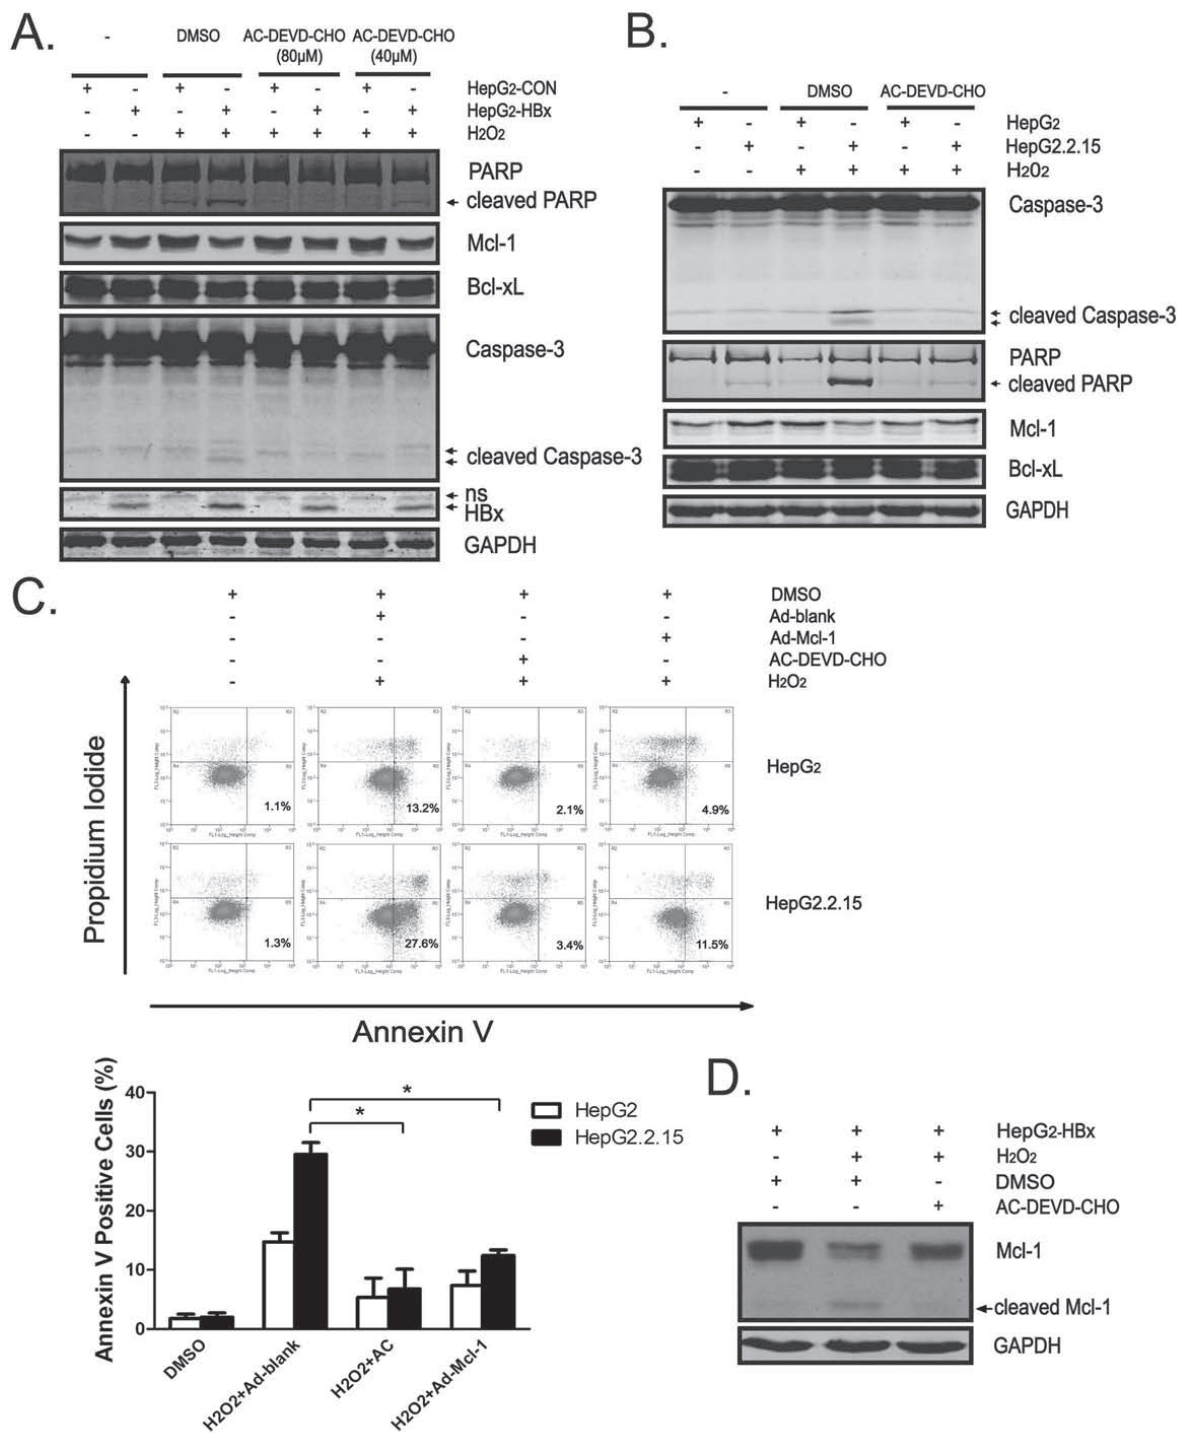 A.
- DMSO AC-DEVD-CHO AC-DEVD-CHO
(80μM) (40μM)
+ - + - + - + - HepG2-CON
- + - + - + - + HepG2-HBx
- - + + + + + + H2O2
PARP
cleaved PARP
Mcl-1
Bcl-xL
Caspase-3
cleaved Caspase-3
ns
HBx
GAPDH
B.
- DMSO AC-DEVD-CHO
+ - + - + - HepG2
- + - + - + HepG2.2.15
- - + + + + H2O2
Caspase-3
cleaved Caspase-3
PARP
cleaved PARP
Mcl-1
Bcl-xL
GAPDH
C.
+ + + + DMSO
- + - - Ad-blank
- - - + Ad-Mcl-1
- - + - AC-DEVD-CHO
- + + + H2O2
Propidium Iodide
1.1% 13.2% 2.1% 4.9%
HepG2
1.3% 27.6% 3.4% 11.5%
HepG2.2.15
Annexin V
Annexin V Positive Cells (%)
40
30
20
10
0
*
*
HepG2
HepG2.2.15
DMSO
H2O2+Ad-blank
H2O2+AC
H2O2+Ad-Mcl-1
D.
+ + + HepG2-HBx
- + + H2O2
+ + - DMSO
- - + AC-DEVD-CHO
Mcl-1
cleaved Mcl-1
GAPDH